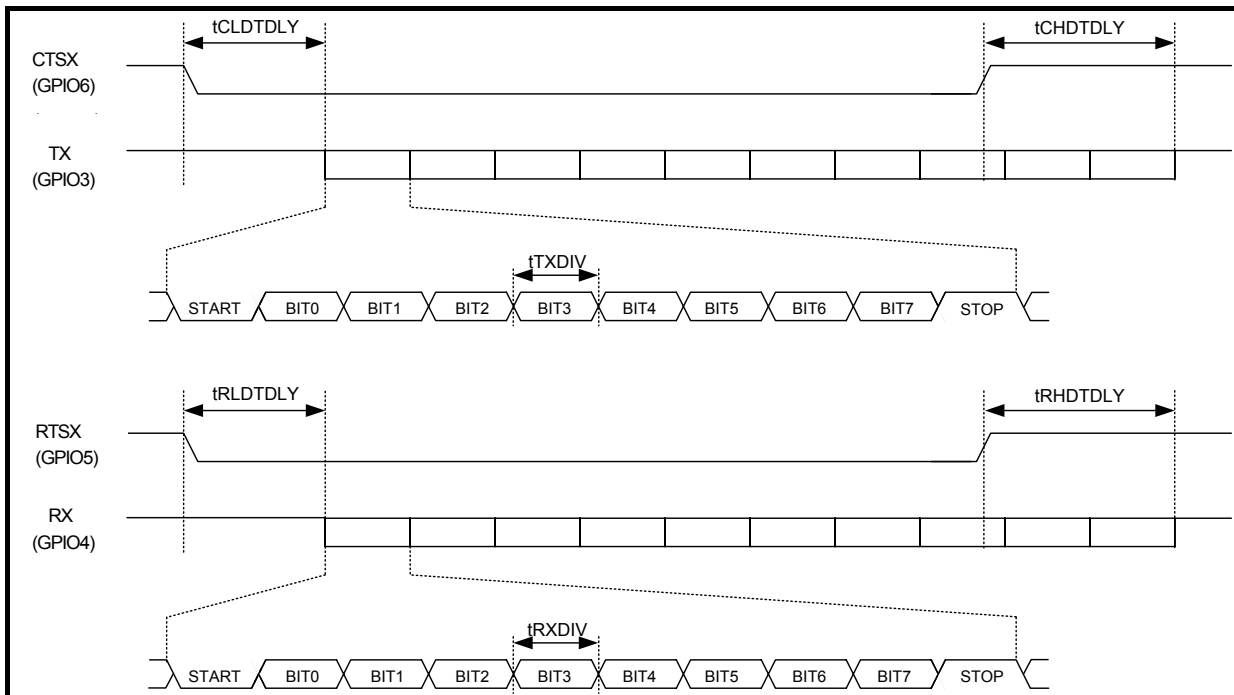 tCLDTDLY tCHDTDLY
CTSX
(GPIO6)
TX
(GPIO3)
tTXDIV
START BIT0 BIT1 BIT2 BIT3 BIT4 BIT5 BIT6 BIT7 STOP
tRLDTDLY tRHDTDLY
RTSX
(GPIO5)
RX
(GPIO4)
tRXDIV
START BIT0 BIT1 BIT2 BIT3 BIT4 BIT5 BIT6 BIT7 STOP